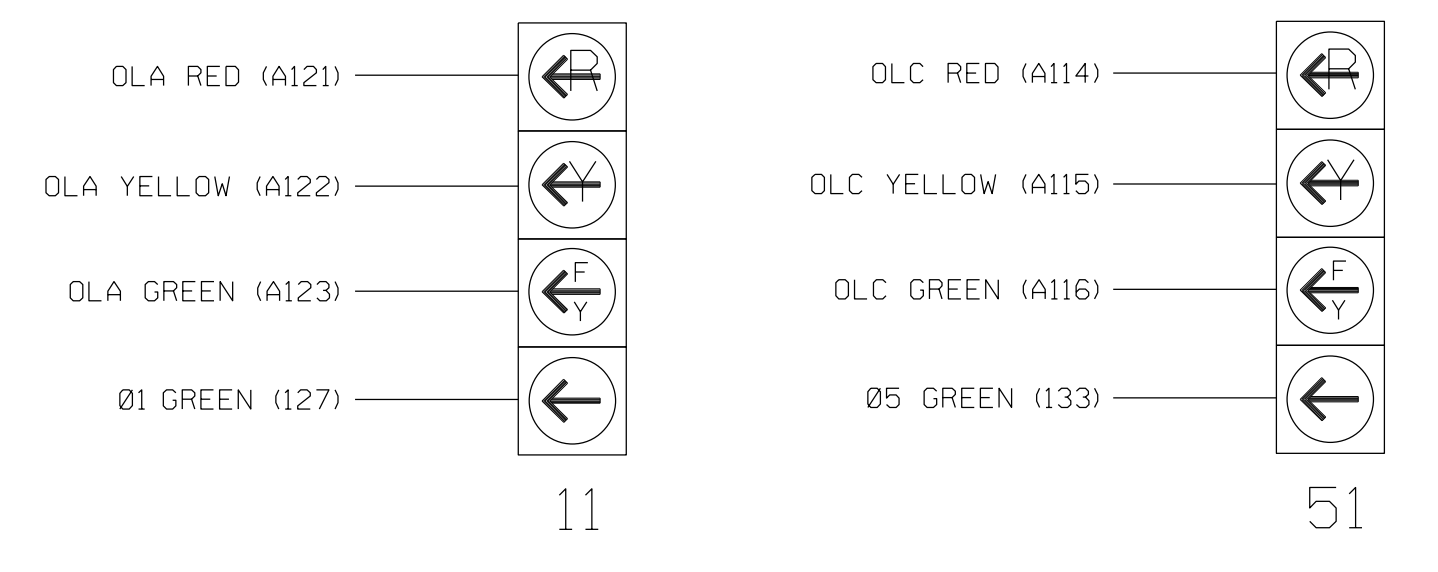 OLA RED (A121)
R
OLA YELLOW (A122)
Y
OLA GREEN (A123)
F
Y
Ø1 GREEN (127)
11
OLC RED (A114)
R
OLC YELLOW (A115)
Y
OLC GREEN (A116)
F
Y
Ø5 GREEN (133)
51